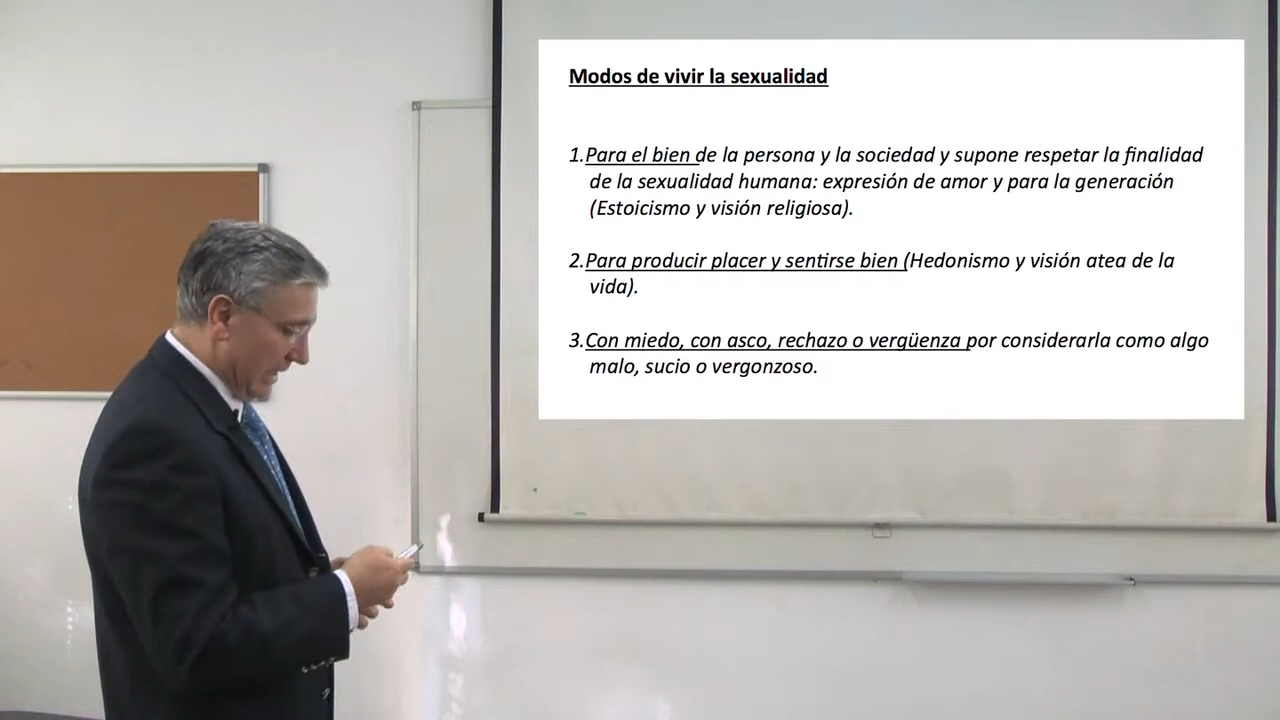 Modos de vivir la sexualidad
1.Para el bien de la persona y la sociedad y supone respetar la finalidad
de la sexualidad humana: expresión de amor y para la generación
(Estoicismo y visión religiosa).
2.Para producir placer y sentirse bien (Hedonismo y visión atea de la
vida).
3.Con miedo, con asco, rechazo o vergüenza por considerarla como algo
malo, sucio o vergonzoso.